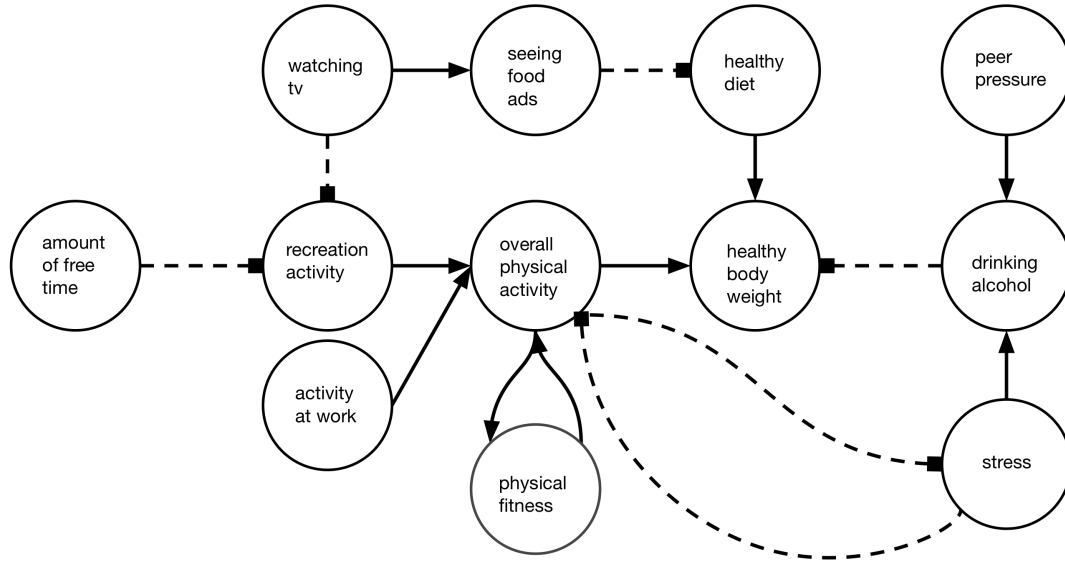 watching
tv
seeing
food
ads
healthy
diet
peer
pressure
amount
of free
time
recreation
activity
overall
physical
activity
healthy
body
weight
drinking
alcohol
activity
at work
physical
fitness
stress